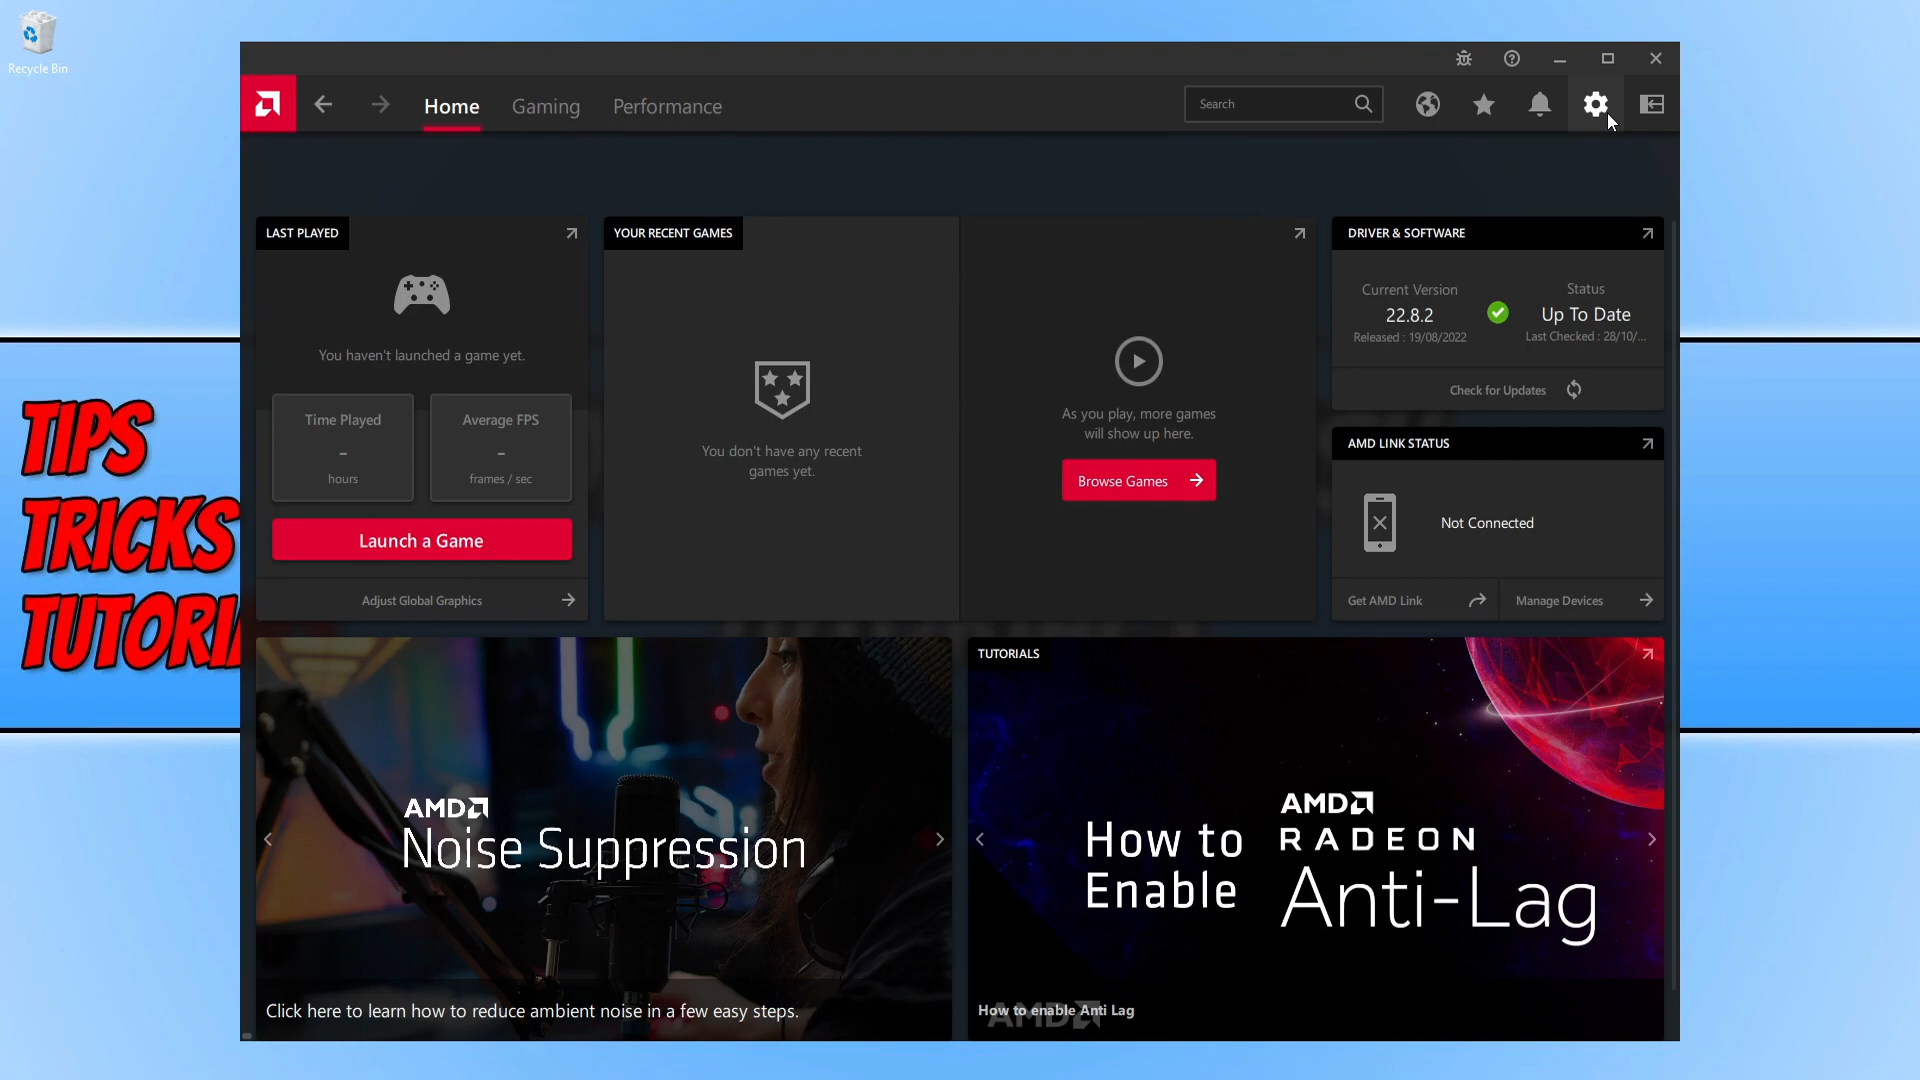 Recycle Bin
Home
Gaming
Performance
Search
LAST PLAYED
You haven't launched a game yet.
Time Played
-
hours
Average FPS
-
frames / sec
Launch a Game
Adjust Global Graphics
YOUR RECENT GAMES
You don't have any recent
games yet.
As you play, more games
will show up here.
Browse Games
DRIVER & SOFTWARE
Current Version
22.8.2
Released : 19/08/2022
Status
Up To Date
Last Checked : 28/10/...
Check for Updates
AMD LINK STATUS
Not Connected
Get AMD Link
Manage Devices
TIPS
TRICKS
TUTORI
AMD
Noise Suppression
Click here to learn how to reduce ambient noise in a few easy steps.
TUTORIALS
How to
Enable
AMD
RADEON
Anti-Lag
How to enable Anti Lag
AMD